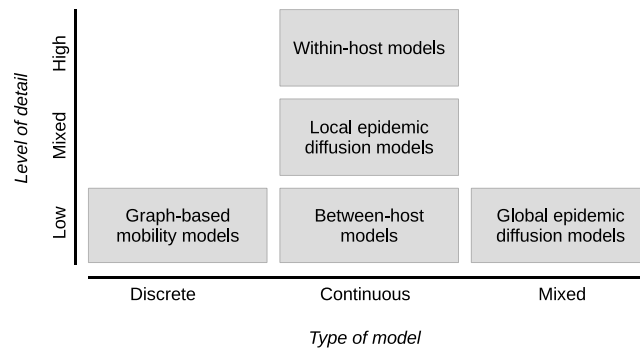 Level of detail
High
Mixed
Low
Within-host models
Local epidemic
diffusion models
Graph-based
mobility models
Between-host
models
Global epidemic
diffusion models
Discrete
Continuous
Mixed
Type of model